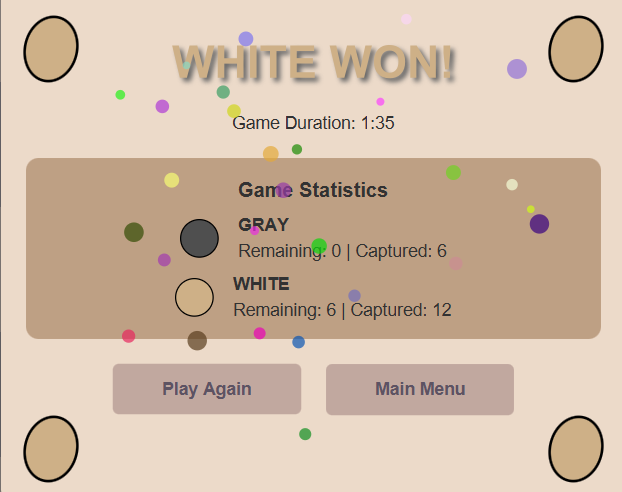 WHITE WON!
Game Duration: 1:35
Game Statistics
GRAY
Remaining: 0 | Captured: 6
WHITE
Remaining: 6 | Captured: 12
Play Again
Main Menu